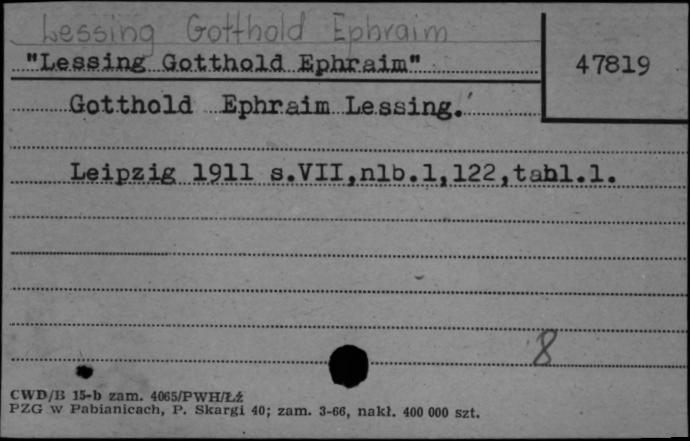 Lessing Gotthold Ephraim
"Lessing Gotthold Ephraim"
47819
Gotthold Ephraim Lessing.
Leipzig 1911 s.VII,nlb.1,122,tabl.1.
8
CWD/B 15-b zam. 4065/PWH/ŁŹ
PZG w Pabianicach, P. Skargi 40; zam. 3-66, nakł. 400 000 szt.